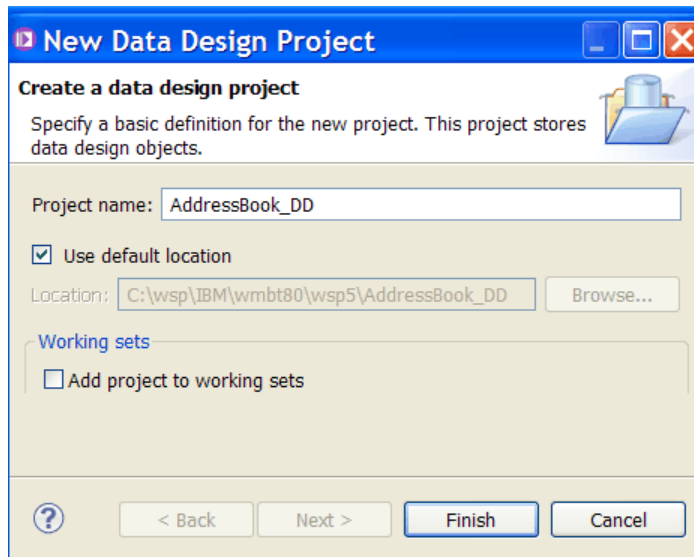 New Data Design Project
Create a data design project
Specify a basic definition for the new project. This project stores
data design objects.
Project name: AddressBook_DD
Use default location
Location: C:\wsp\IBM\wmbt80\wsp5\AddressBook_DD Browse...
Working sets
Add project to working sets
? < Back Next > Finish Cancel